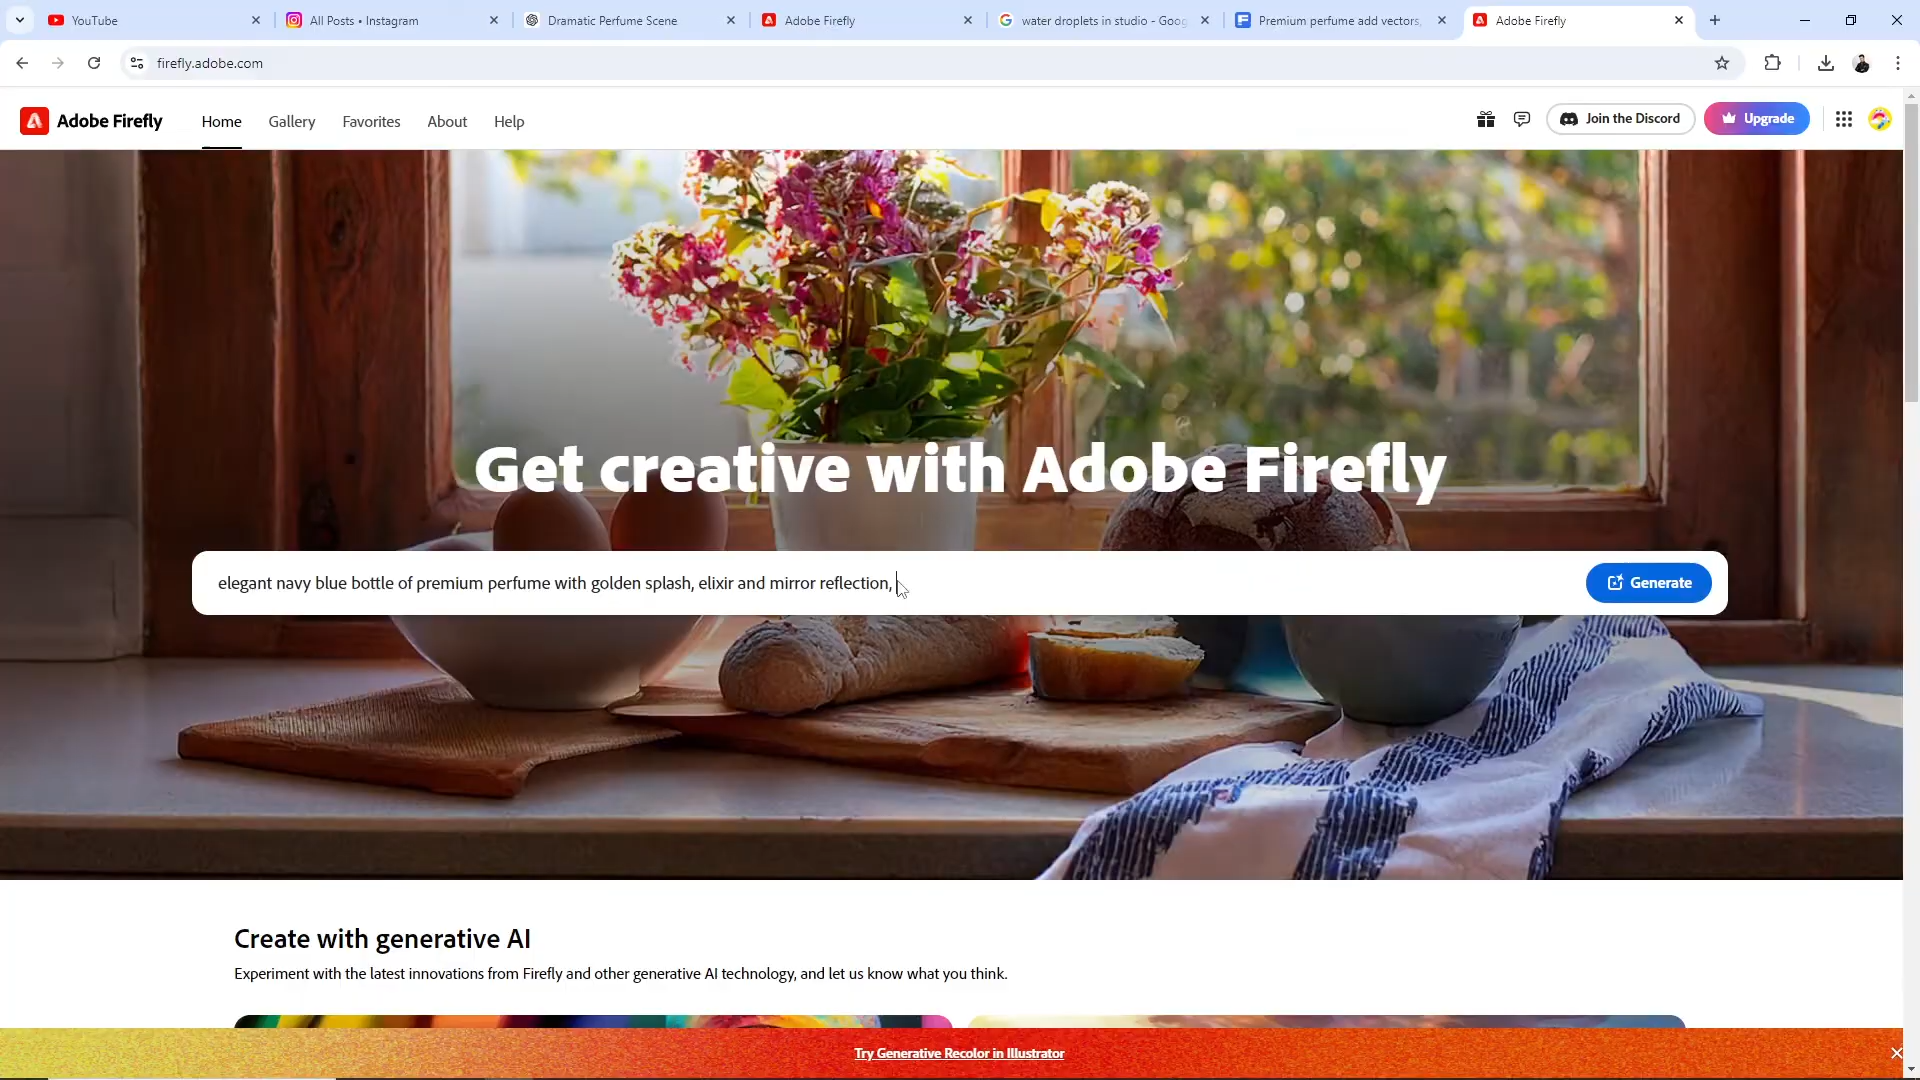 YouTube
All Posts • Instagram
Dramatic Perfume Scene
Adobe Firefly
water droplets in studio - Goog
Premium perfume add vectors,
Adobe Firefly
firefly.adobe.com
Adobe Firefly
Home
Gallery
Favorites
About
Help
Join the Discord
Upgrade
Get creative with Adobe Firefly
elegant navy blue bottle of premium perfume with golden splash, elixir and mirror reflection,
Generate
Create with generative AI
Experiment with the latest innovations from Firefly and other generative AI technology, and let us know what you think.
Try Generative Recolor in Illustrator